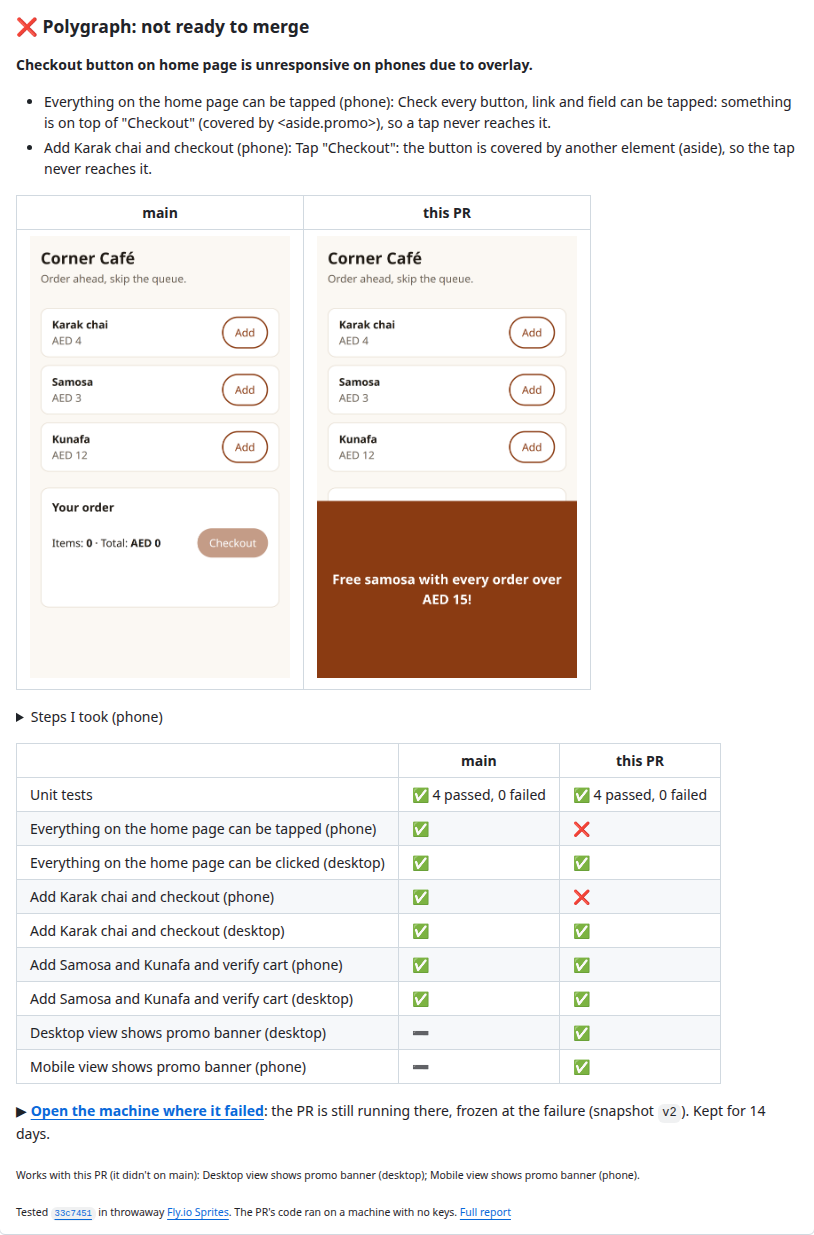 ❌ Polygraph: not ready to merge
Checkout button on home page is unresponsive on phones due to overlay.
• Everything on the home page can be tapped (phone): Check every button, link and field can be tapped: something
is on top of "Checkout" (covered by <aside.promo>), so a tap never reaches it.
• Add Karak chai and checkout (phone): Tap "Checkout": the button is covered by another element (aside), so the tap
never reaches it.
main this PR
Corner Café
Order ahead, skip the queue.
Karak chai
AED 4
Add
Samosa
AED 3
Add
Kunafa
AED 12
Add
Your order
Items: 0 · Total: AED 0
Checkout
Corner Café
Order ahead, skip the queue.
Karak chai
AED 4
Add
Samosa
AED 3
Add
Kunafa
AED 12
Add
Free samosa with every order over
AED 15!
▶ Steps I took (phone)
main this PR
Unit tests ✅ 4 passed, 0 failed ✅ 4 passed, 0 failed
Everything on the home page can be tapped (phone) ✅ ❌
Everything on the home page can be clicked (desktop) ✅ ✅
Add Karak chai and checkout (phone) ✅ ❌
Add Karak chai and checkout (desktop) ✅ ✅
Add Samosa and Kunafa and verify cart (phone) ✅ ✅
Add Samosa and Kunafa and verify cart (desktop) ✅ ✅
Desktop view shows promo banner (desktop) ➖ ✅
Mobile view shows promo banner (phone) ➖ ✅
▶ Open the machine where it failed: the PR is still running there, frozen at the failure (snapshot v2). Kept for 14
days.
Works with this PR (it didn't on main): Desktop view shows promo banner (desktop); Mobile view shows promo banner (phone).
Tested 33c7451 in throwaway Fly.io Sprites. The PR's code ran on a machine with no keys. Full report